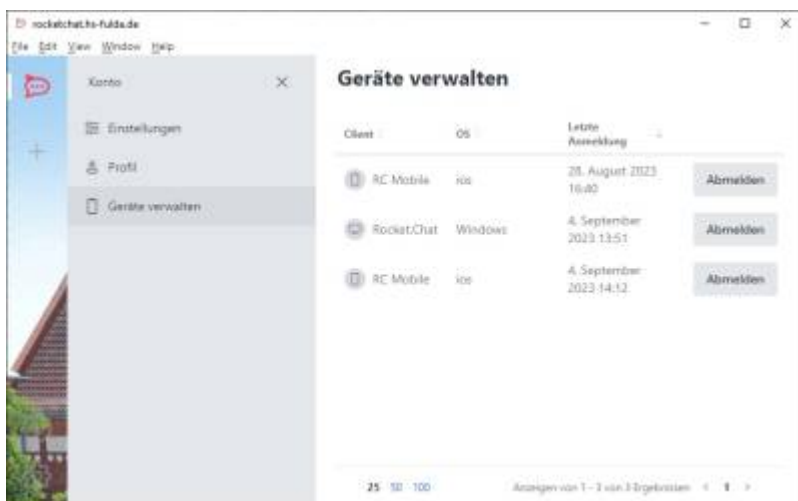 rocketchat.hs-fulda.de
File Edit View Window Help
Konto
Einstellungen
Profil
Geräte verwalten
Geräte verwalten
Client
OS
Letzte
Anmeldung
RC Mobile
ios
28. August 2023
16:40
Abmelden
Rocket.Chat
Windows
4. September
2023 13:51
Abmelden
RC Mobile
ios
4. September
2023 14:12
Abmelden
25 50 100
Anzeigen von 1 - 3 von 3 Ergebnissen
1